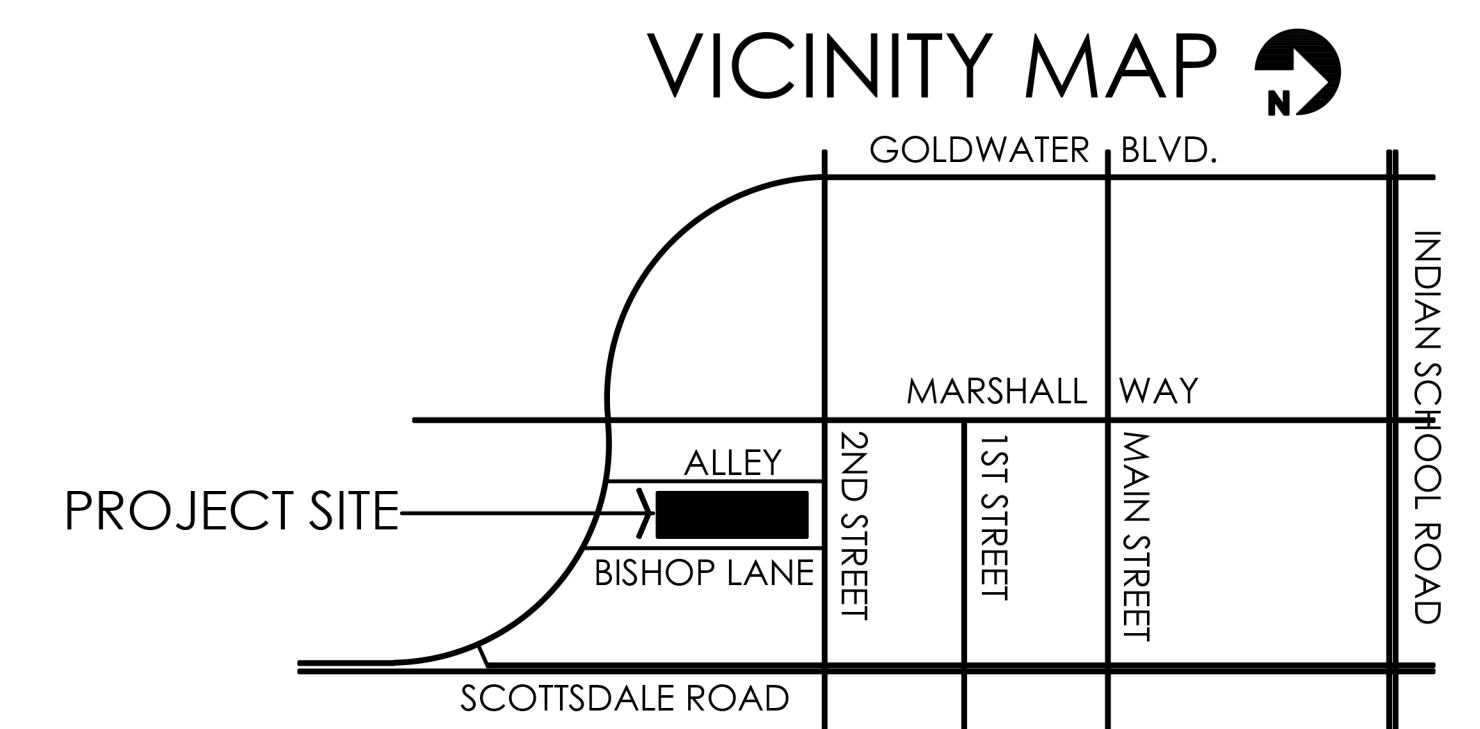 VICINITY MAP
N
GOLDWATER BLVD.
INDIAN SCHOOL ROAD
MARSHALL WAY
ALLEY
2ND STREET
1ST STREET
MAIN STREET
PROJECT SITE
BISHOP LANE
SCOTTSDALE ROAD